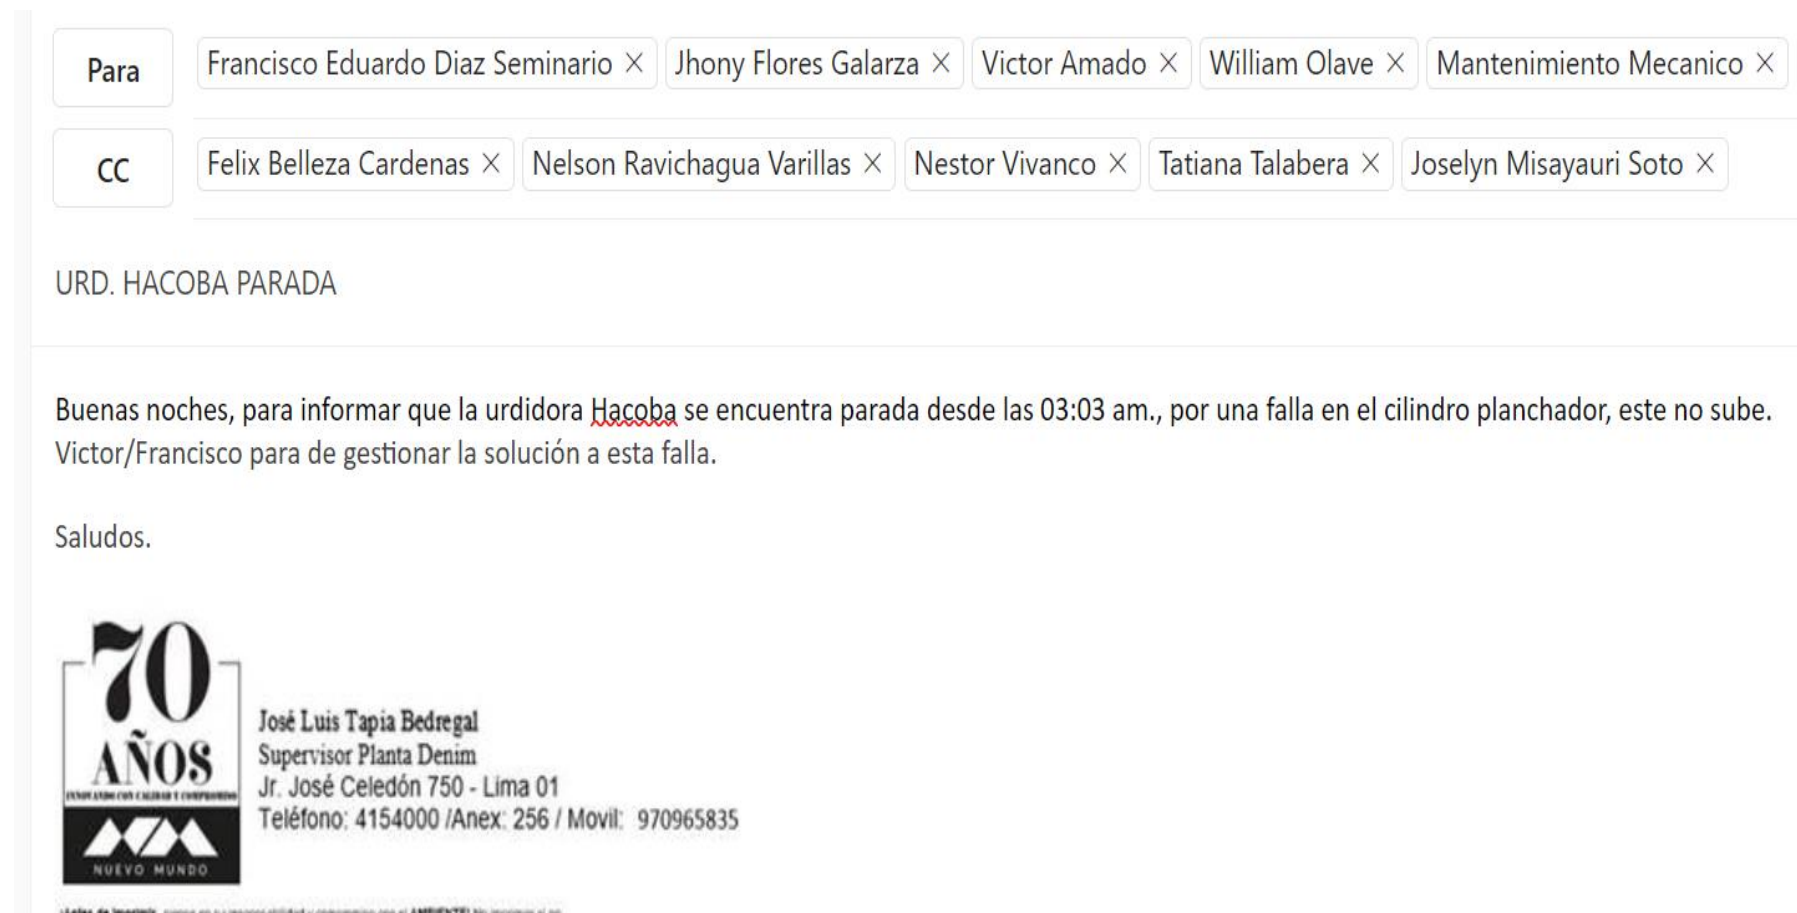 Para Francisco Eduardo Diaz Seminario × Jhony Flores Galarza × Victor Amado × William Olave × Mantenimiento Mecanico ×
CC Felix Belleza Cardenas × Nelson Ravichagua Varillas × Nestor Vivanco × Tatiana Talabera × Joselyn Misayauri Soto ×
URD. HACOBA PARADA
Buenas noches, para informar que la urdidora Hacoba se encuentra parada desde las 03:03 am., por una falla en el cilindro planchador, este no sube.
Victor/Francisco para de gestionar la solución a esta falla.
Saludos.
70
AÑOS
INNOVANDO CON CALIDAD Y COMPROMISO
NUEVO MUNDO
José Luis Tapia Bedregal
Supervisor Planta Denim
Jr. José Celedón 750 - Lima 01
Teléfono: 4154000 /Anex: 256 / Movil: 970965835